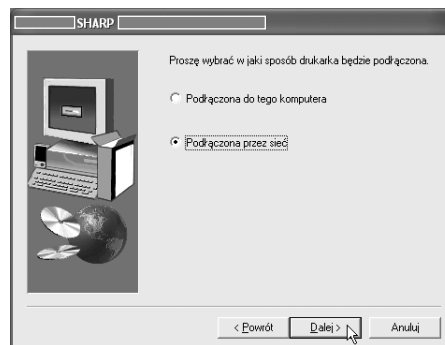 SHARP
Proszę wybrać w jaki sposób drukarka będzie podłączona.
Podłączona do tego komputera
Podłączona przez sieć
< Powrót
Dalej >
Anuluj